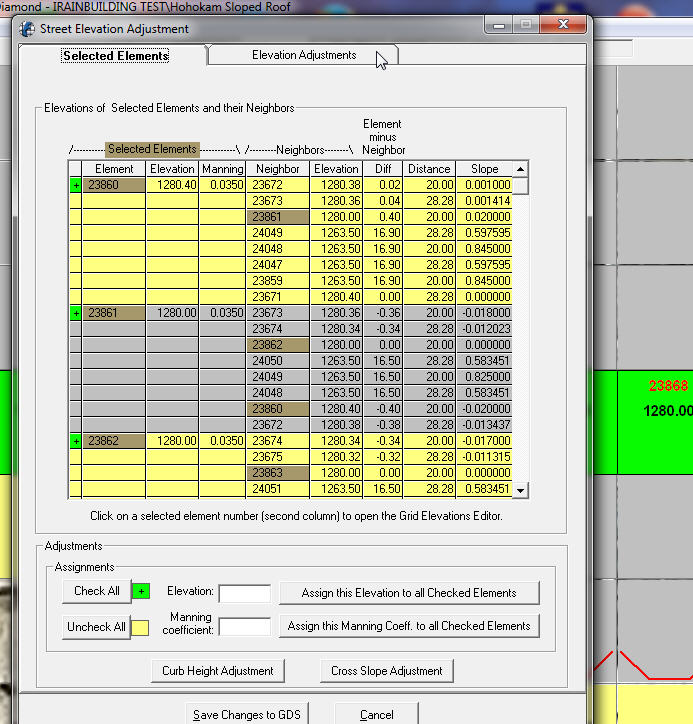 Diamond - IRAINBUILDING TEST\Hohokam Sloped Roof
Street Elevation Adjustment
Selected Elements
Elevation Adjustments
Elevations of Selected Elements and their Neighbors
Element
minus
/----------- Selected Elements -----------\ /---------Neighbors--------\ Neighbor
Element Elevation Manning Neighbor Elevation Diff Distance Slope
+ 23860 1280.40 0.0350 23672 1280.38 0.02 20.00 0.001000
23673 1280.36 0.04 28.28 0.001414
23861 1280.00 0.40 20.00 0.020000
24049 1263.50 16.90 28.28 0.597595
24048 1263.50 16.90 20.00 0.845000
24047 1263.50 16.90 28.28 0.597595
23859 1263.50 16.90 20.00 0.845000
23671 1280.40 0.00 28.28 0.000000
+ 23861 1280.00 0.0350 23673 1280.36 -0.36 20.00 -0.018000
23674 1280.34 -0.34 28.28 -0.012023
23862 1280.00 0.00 20.00 0.000000
24050 1263.50 16.50 28.28 0.583451
24049 1263.50 16.50 20.00 0.825000
24048 1263.50 16.50 28.28 0.583451
23860 1280.40 -0.40 20.00 -0.020000
23672 1280.38 -0.38 28.28 -0.013437
+ 23862 1280.00 0.0350 23674 1280.34 -0.34 20.00 -0.017000
23675 1280.32 -0.32 28.28 -0.011315
23863 1280.00 0.00 20.00 0.000000
24051 1263.50 16.50 28.28 0.583451
Click on a selected element number (second column) to open the Grid Elevations Editor.
Adjustments
Assignments
Check All + Elevation: Assign this Elevation to all Checked Elements
Uncheck All Manning
coefficient: Assign this Manning Coeff. to all Checked Elements
Curb Height Adjustment Cross Slope Adjustment
Save Changes to GDS Cancel
23868
1280.00